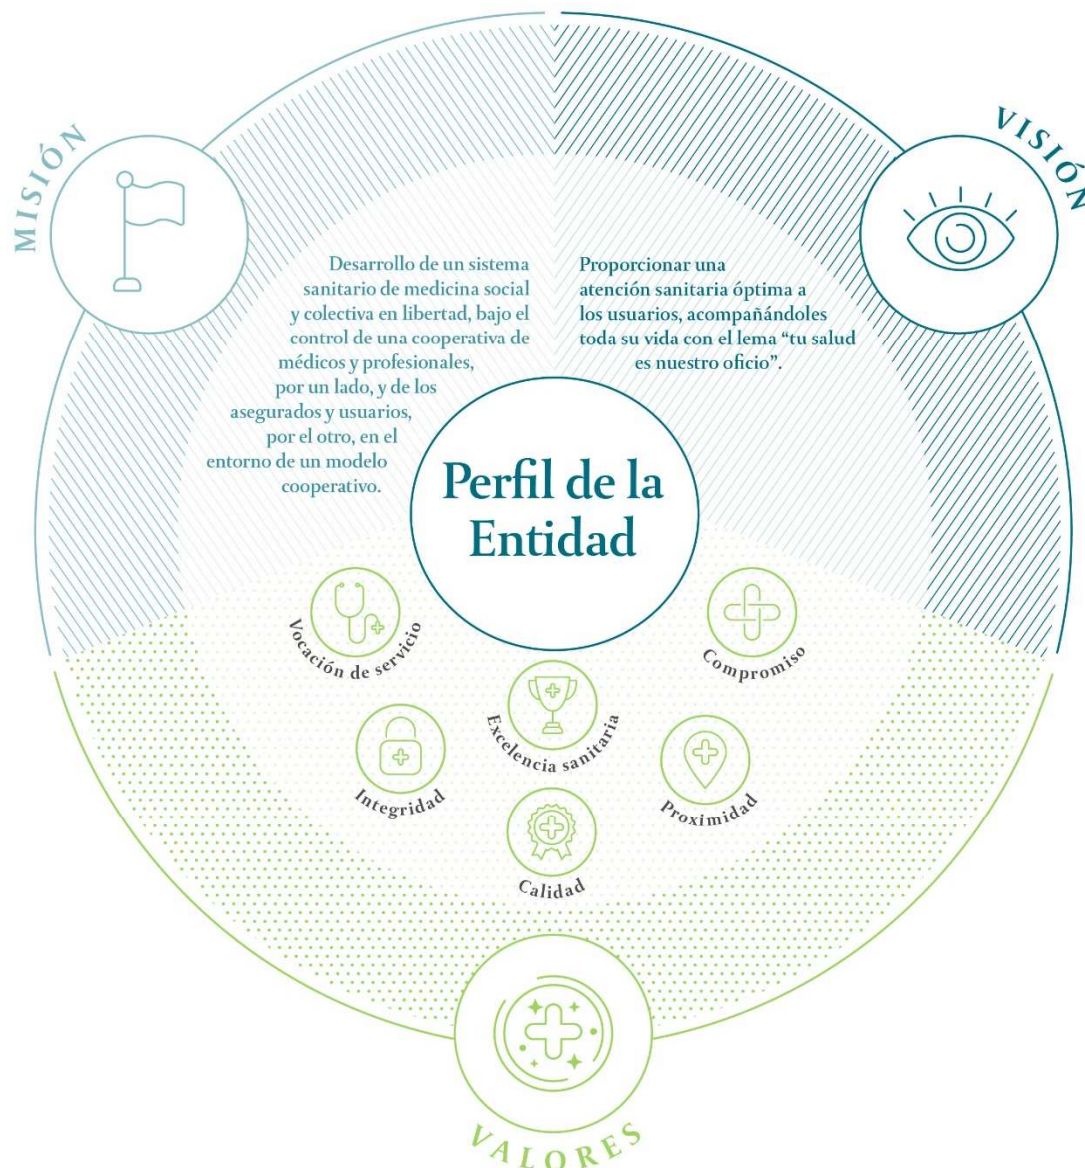 MISIÓN
Desarrollo de un sistema
sanitario de medicina social
y colectiva en libertad, bajo el
control de una cooperativa de
médicos y profesionales,
por un lado, y de los
asegurados y usuarios,
por el otro, en el
entorno de un modelo
cooperativo.
VISIÓN
Proporcionar una
atención sanitaria óptima a
los usuarios, acompañándoles
toda su vida con el lema “tu salud
es nuestro oficio”.
Perfil de la
Entidad
Vocación de servicio
Compromiso
Excelencia sanitaria
Integridad
Proximidad
Calidad
VALORES